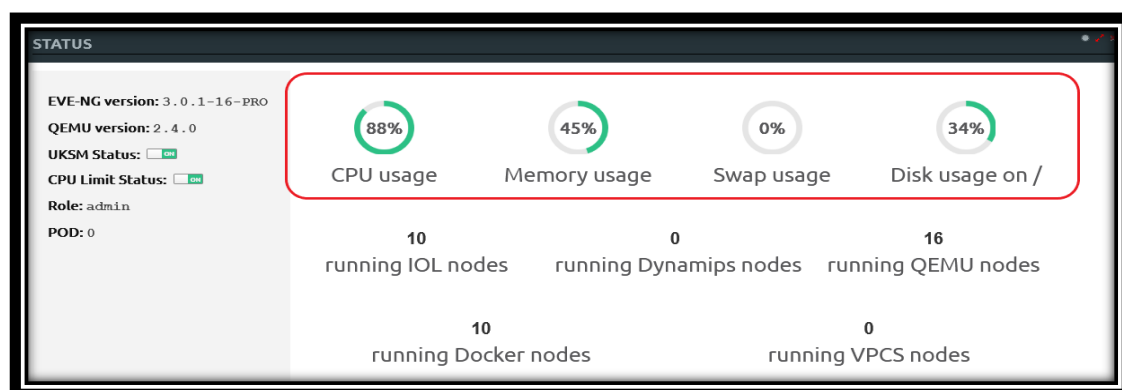 STATUS
EVE-NG version: 3.0.1-16-PRO
QEMU version: 2.4.0
UKSM Status: ON
CPU Limit Status: ON
Role: admin
POD: 0
88% 45% 0% 34%
CPU usage Memory usage Swap usage Disk usage on /
10 0 16
running IOL nodes running Dynamips nodes running QEMU nodes
10 0
running Docker nodes running VPCS nodes